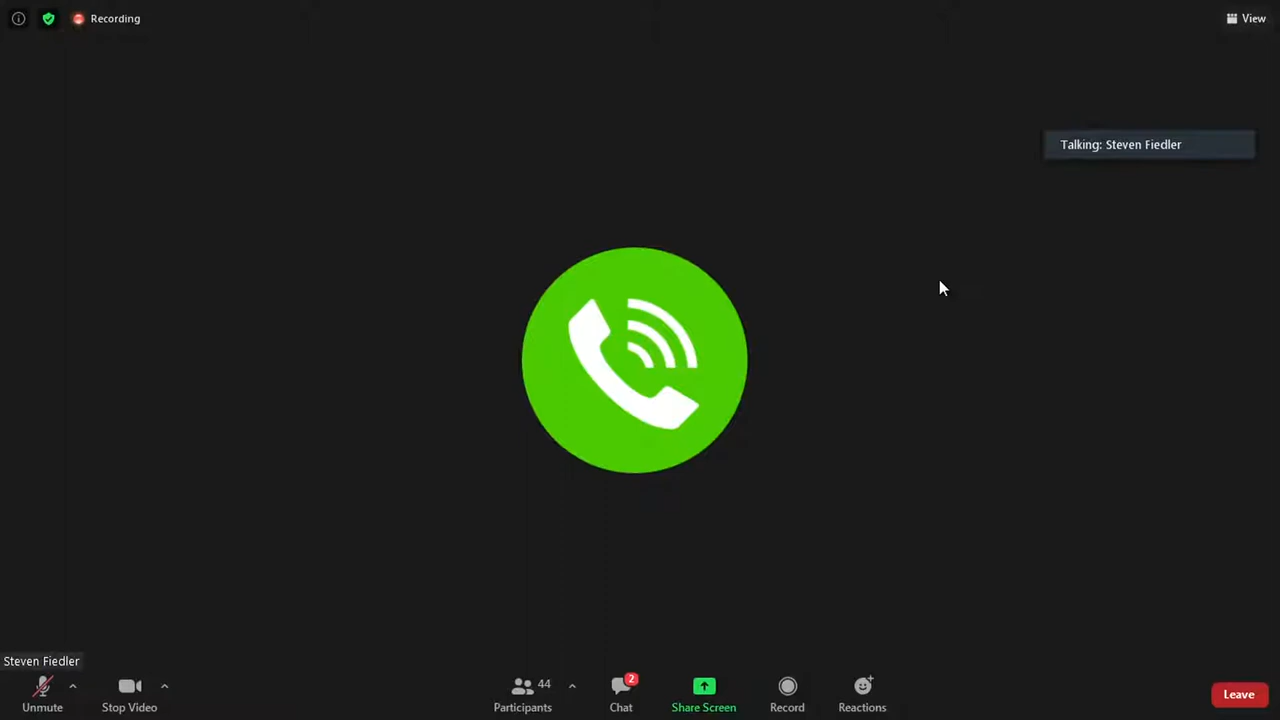 Recording
View
Talking: Steven Fiedler
Steven Fiedler
Unmute
Stop Video
44
Participants
2
Chat
Share Screen
Record
Reactions
Leave